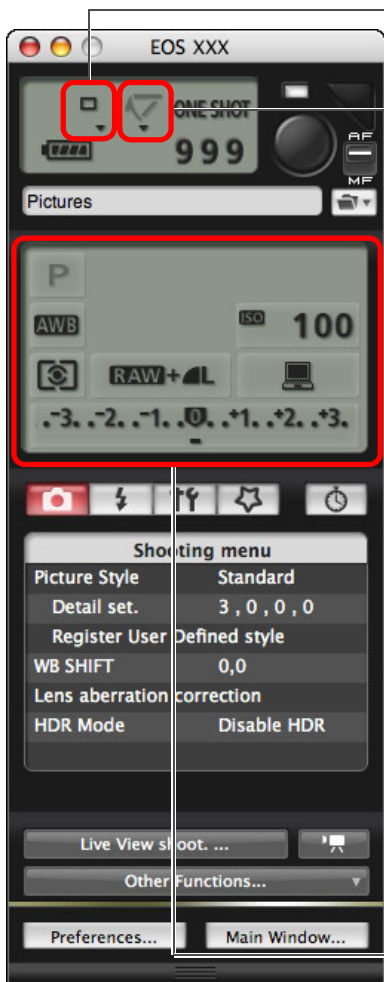 EOS XXX
ONE SHOT
999
AF
MF
Pictures
P
AWB
ISO 100
RAW+L
.-3. .-2. .-1. .0. .+1. .+2. .+3.
Shooting menu
Picture Style Standard
Detail set. 3 , 0 , 0 , 0
Register User Defined style
WB SHIFT 0,0
Lens aberration correction
HDR Mode Disable HDR
Live View shoot. ...
Other Functions...
Preferences... Main Window...